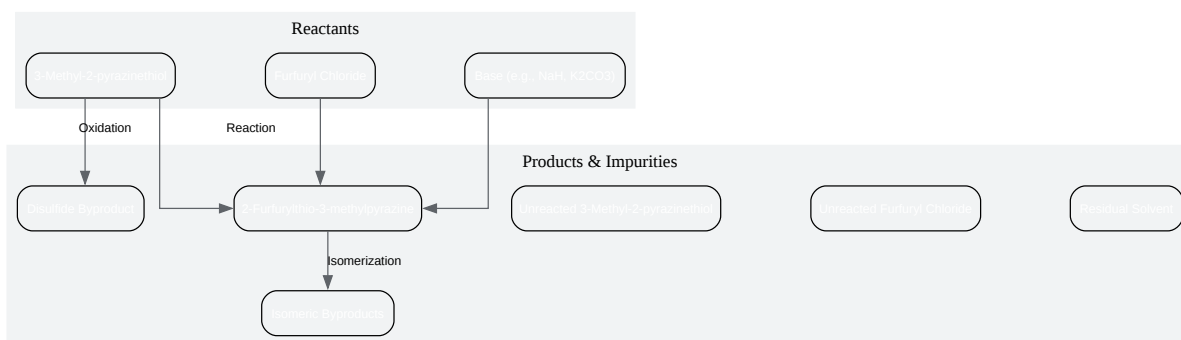 Reactants
3-Methyl-2-pyrazinethiol
Furfuryl Chloride
Base (e.g., NaH, K2CO3)
Oxidation
Reaction
Products & Impurities
Disulfide Byproduct
2-Furfurylthio-3-methylpyrazine
Unreacted 3-Methyl-2-pyrazinethiol
Unreacted Furfuryl Chloride
Residual Solvent
Isomerization
Isomeric Byproducts